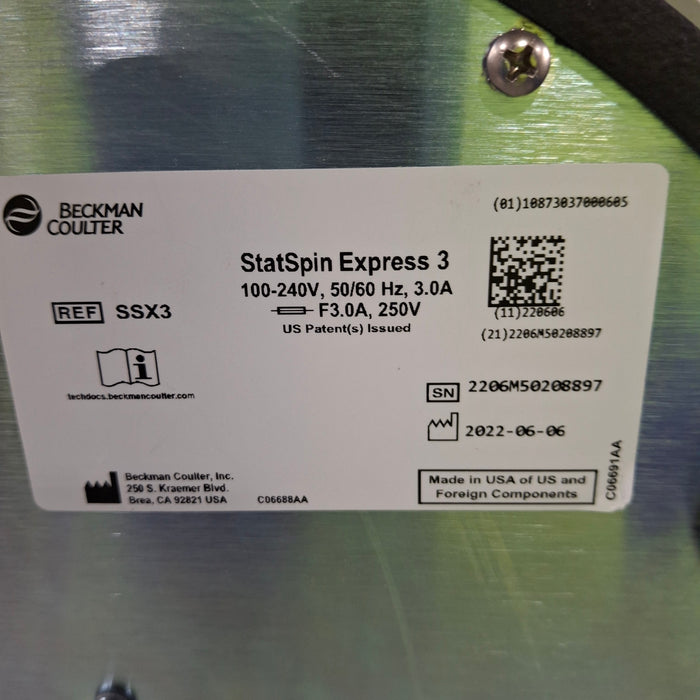 BECKMAN
COULTER
(01)10873037000605
StatSpin Express 3
100-240V, 50/60 Hz, 3.0A
F3.0A, 250V
US Patent(s) Issued
REF SSX3
(11)220606
(21)2206M50208897
techdocs.beckmancoulter.com
SN 2206M50208897
2022-06-06
Beckman Coulter, Inc.
250 S. Kraemer Blvd.
Brea, CA 92821 USA
C06688AA
Made in USA of US and
Foreign Components
C06691AA